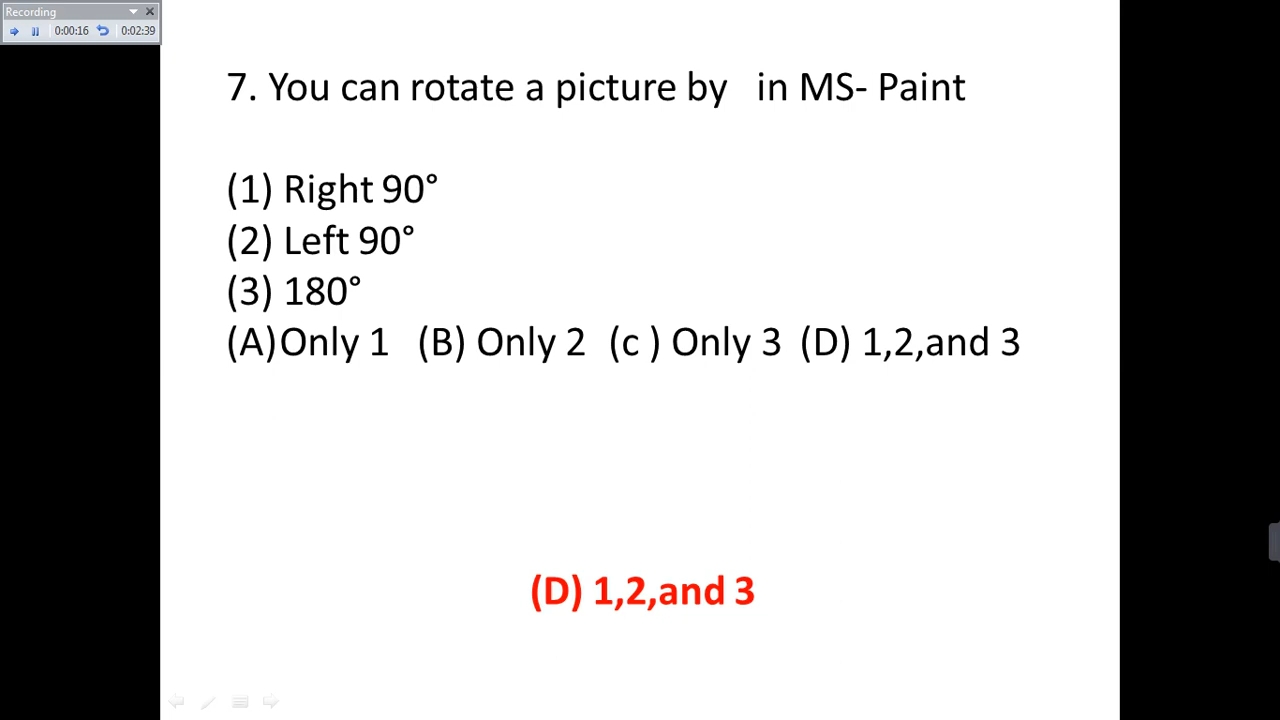 Recording
0:00:16 0:02:39
7. You can rotate a picture by in MS- Paint
(1) Right 90°
(2) Left 90°
(3) 180°
(A)Only 1 (B) Only 2 (c ) Only 3 (D) 1,2,and 3
(D) 1,2,and 3